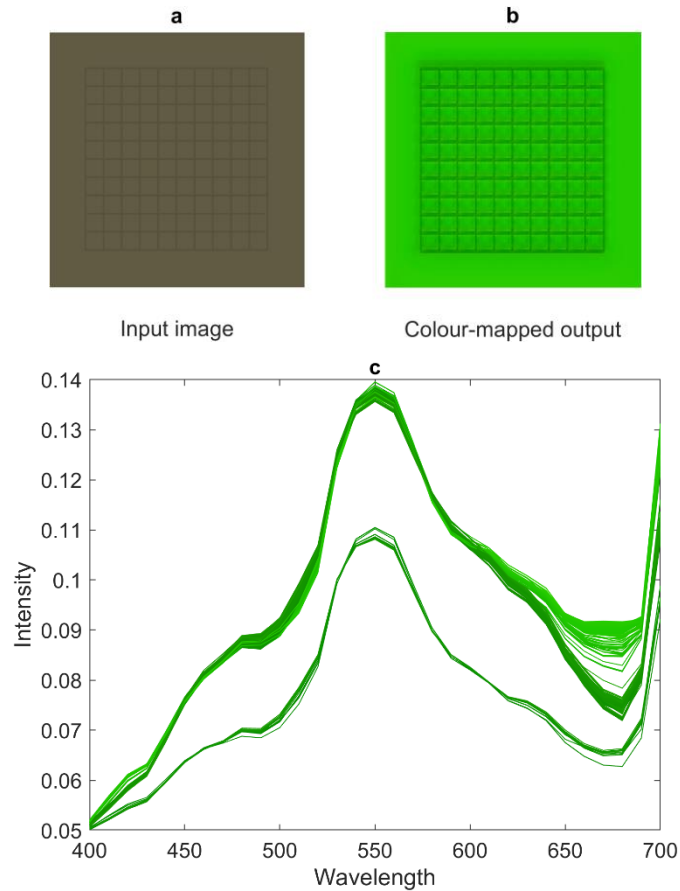 a
b
Input image
Colour-mapped output
c
0.14
0.13
0.12
0.11
0.1
0.09
0.08
0.07
0.06
0.05
Intensity
400 450 500 550 600 650 700
Wavelength